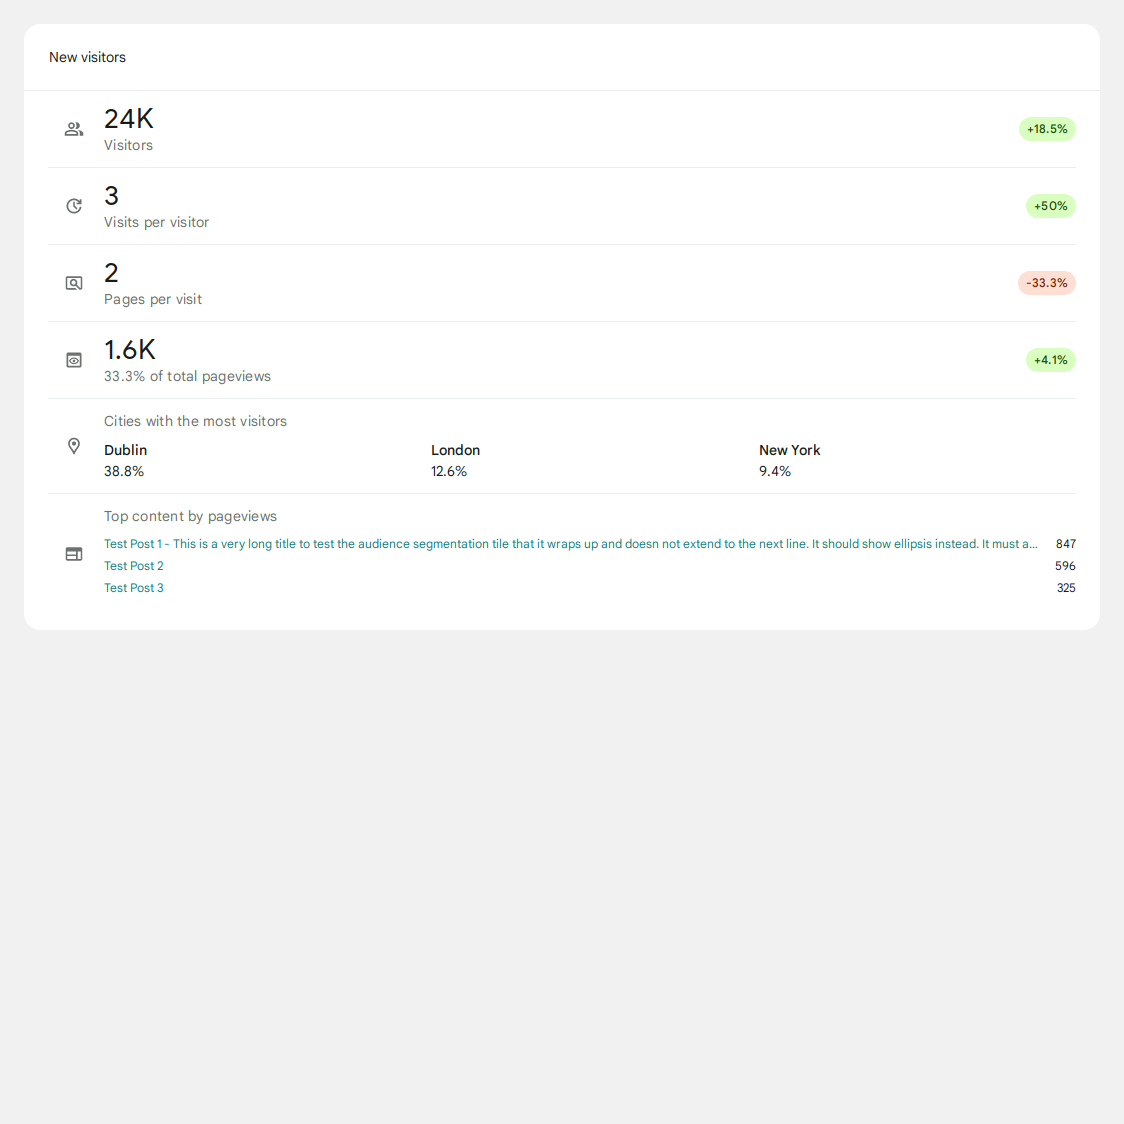 New visitors
24K
Visitors
+18.5%
3
Visits per visitor
+50%
2
Pages per visit
-33.3%
1.6K
33.3% of total pageviews
+4.1%
Cities with the most visitors
Dublin London New York
38.8% 12.6% 9.4%
Top content by pageviews
Test Post 1 - This is a very long title to test the audience segmentation tile that it wraps up and doesn not extend to the next line. It should show ellipsis instead. It must a... 847
Test Post 2 596
Test Post 3 325